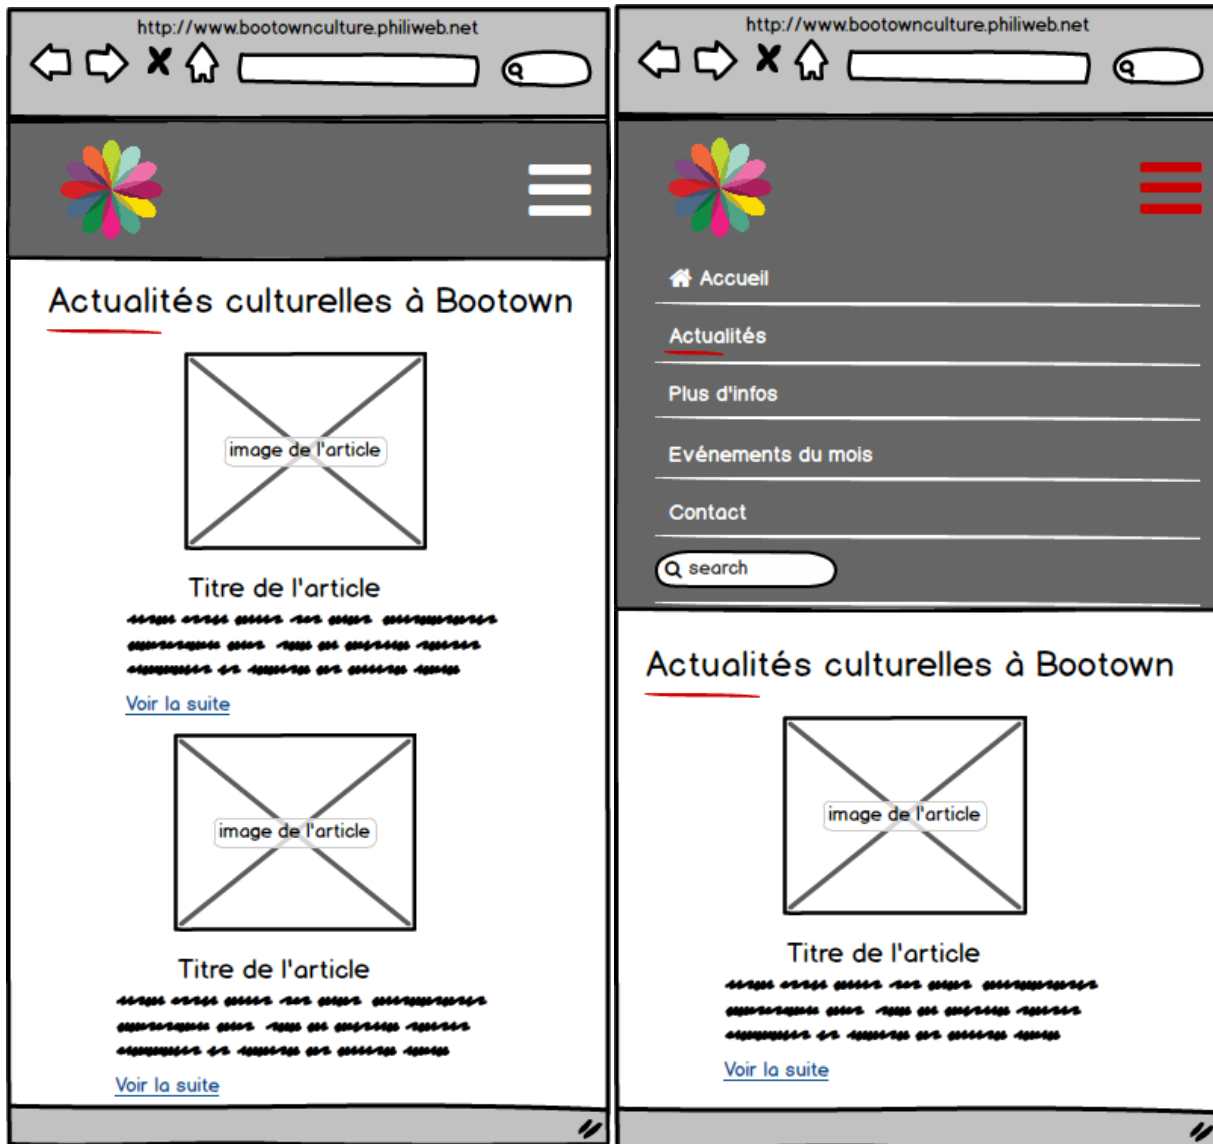 http://www.bootownculture.philiweb.net
Actualités culturelles à Bootown
image de l'article
Titre de l'article
Voir la suite
image de l'article
Titre de l'article
Voir la suite
http://www.bootownculture.philiweb.net
Accueil
Actualités
Plus d'infos
Evénements du mois
Contact
search
Actualités culturelles à Bootown
image de l'article
Titre de l'article
Voir la suite